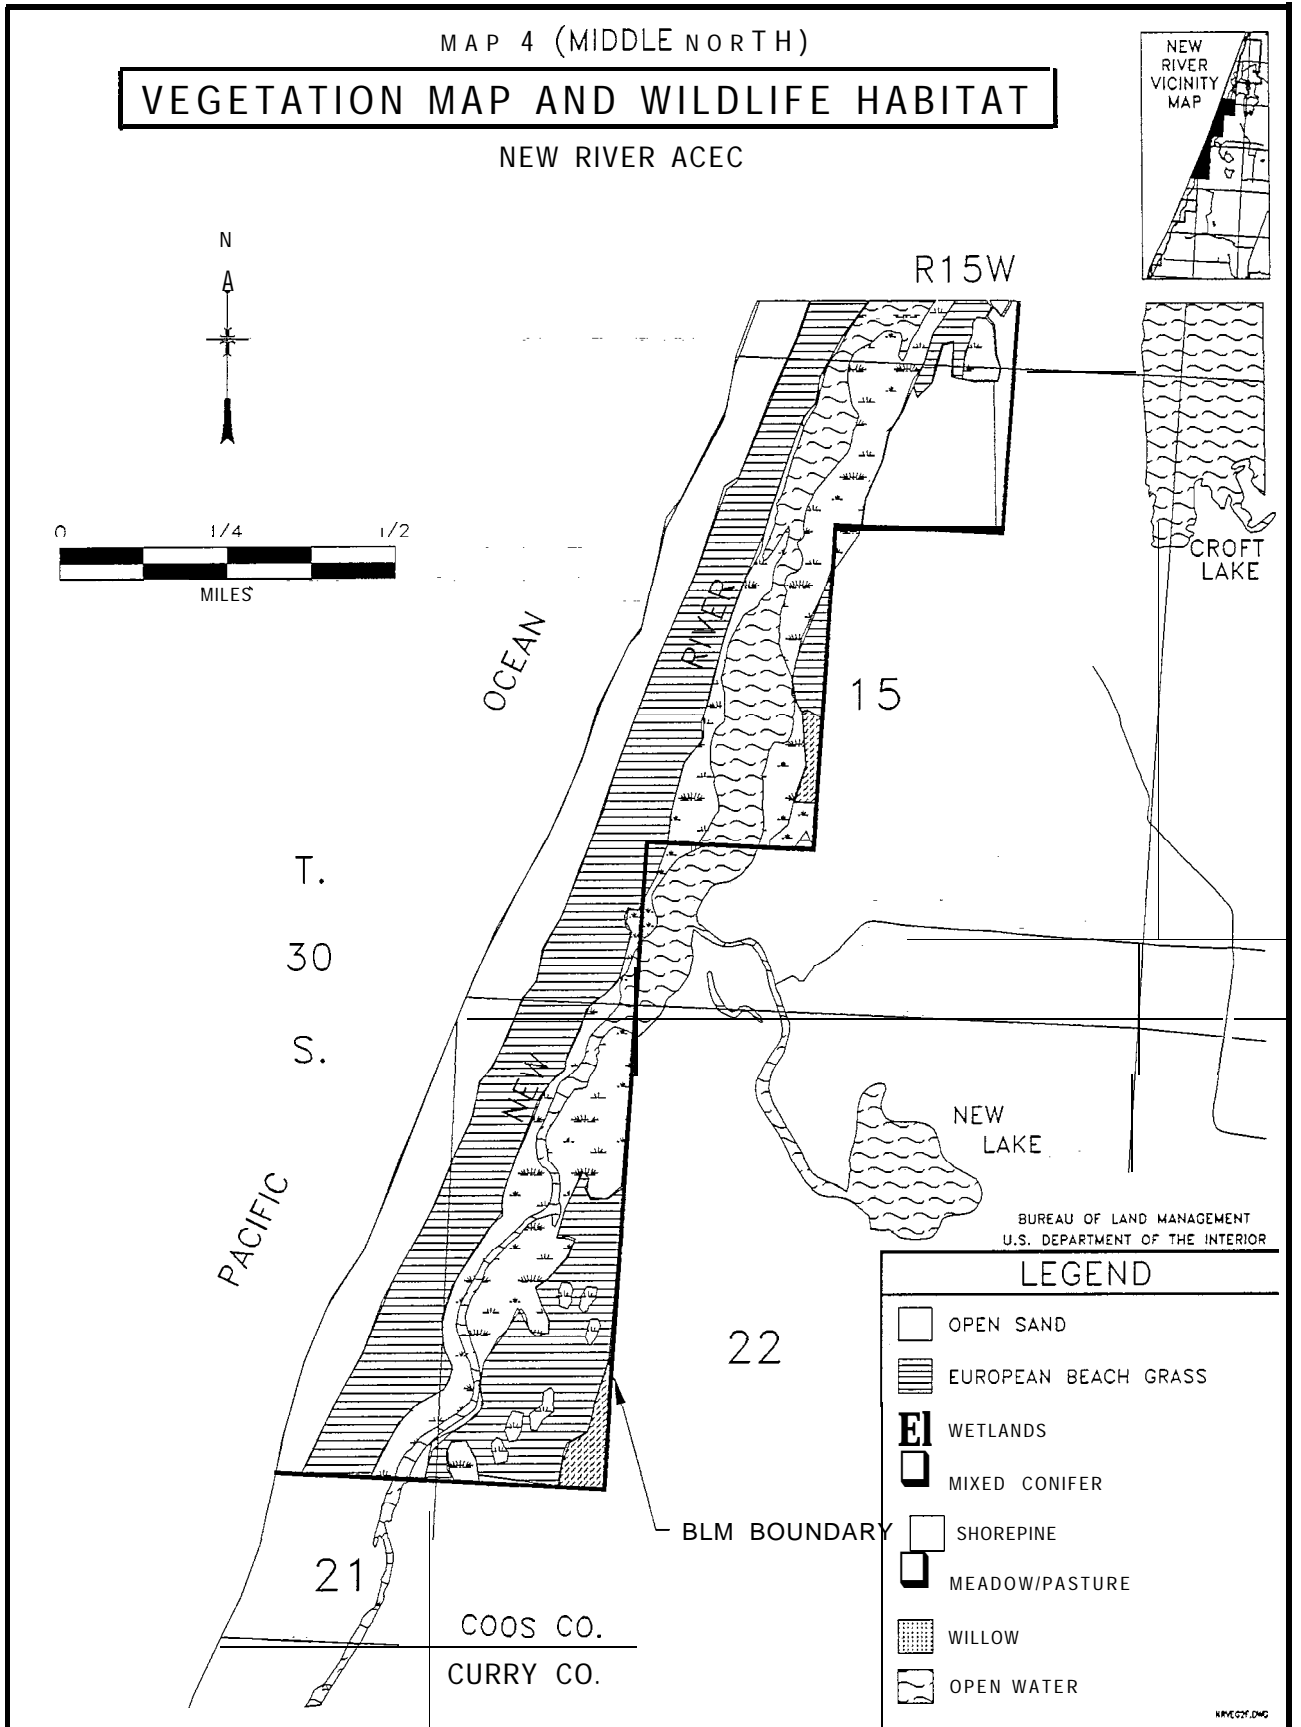 MAP 4 (MIDDLE NORTH)
VEGETATION MAP AND WILDLIFE HABITAT
NEW RIVER ACEC
NEW
RIVER
VICINITY
MAP
N
A
R15W
0 1/4 1/2
MILES
CROFT
LAKE
OCEAN
RIVER
15
T.
30
S.
NEW
NEW
LAKE
PACIFIC
BUREAU OF LAND MANAGEMENT
U.S. DEPARTMENT OF THE INTERIOR
LEGEND
OPEN SAND
EUROPEAN BEACH GRASS
El WETLANDS
MIXED CONIFER
SHOREPINE
MEADOW/PASTURE
WILLOW
OPEN WATER
22
BLM BOUNDARY
21
COOS CO.
CURRY CO.